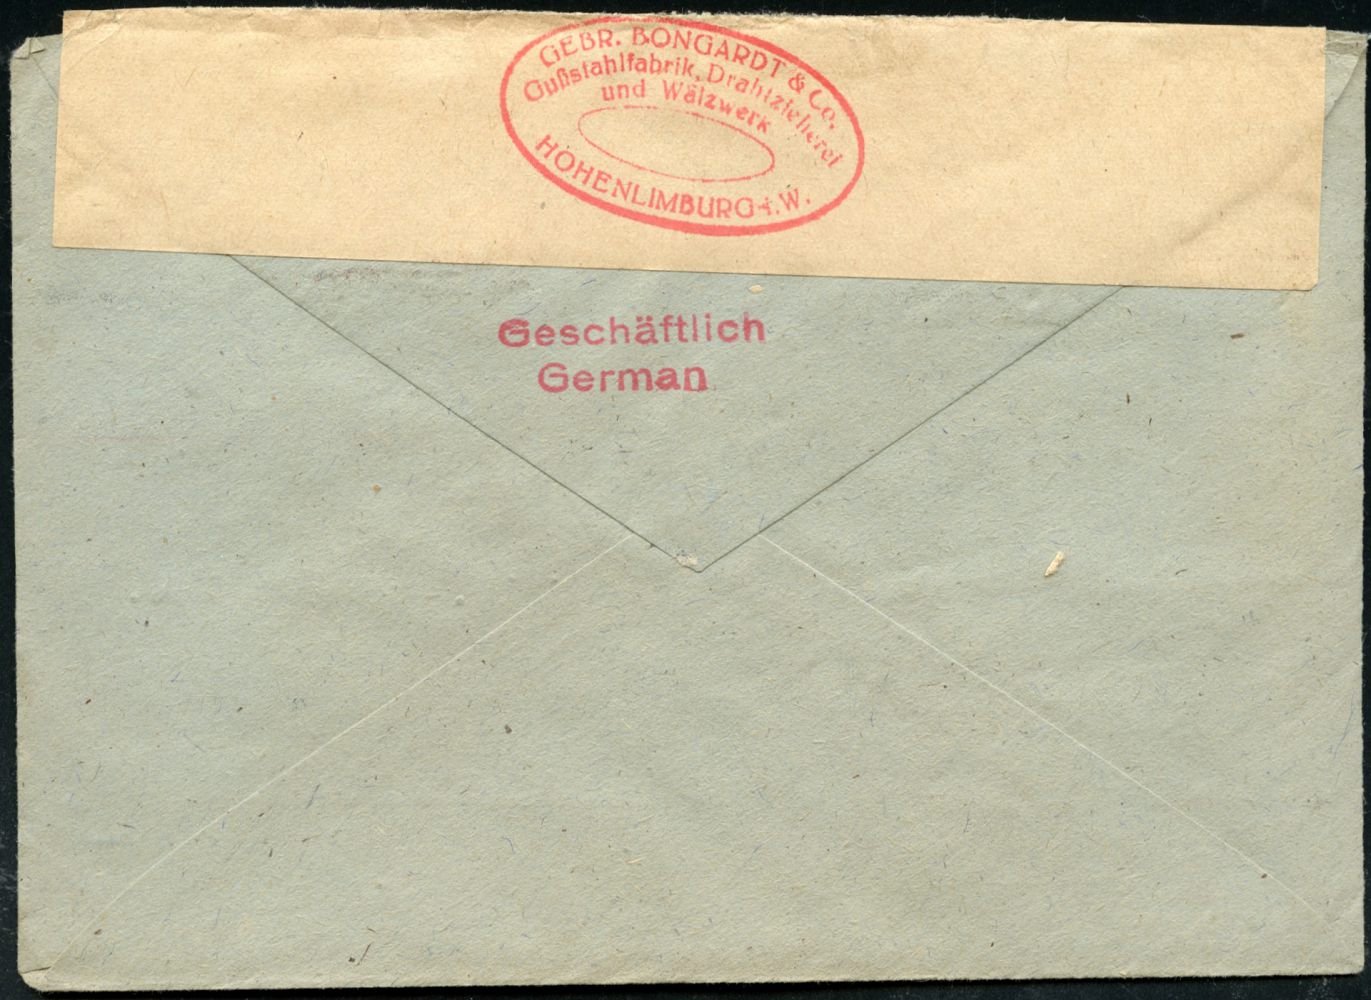 GEBR. BONGARDT & Co.
Gußstahlfabrik, Drahtzieherei
und Walzwerk
HOHENLIMBURG i. W.
Geschäftlich
German